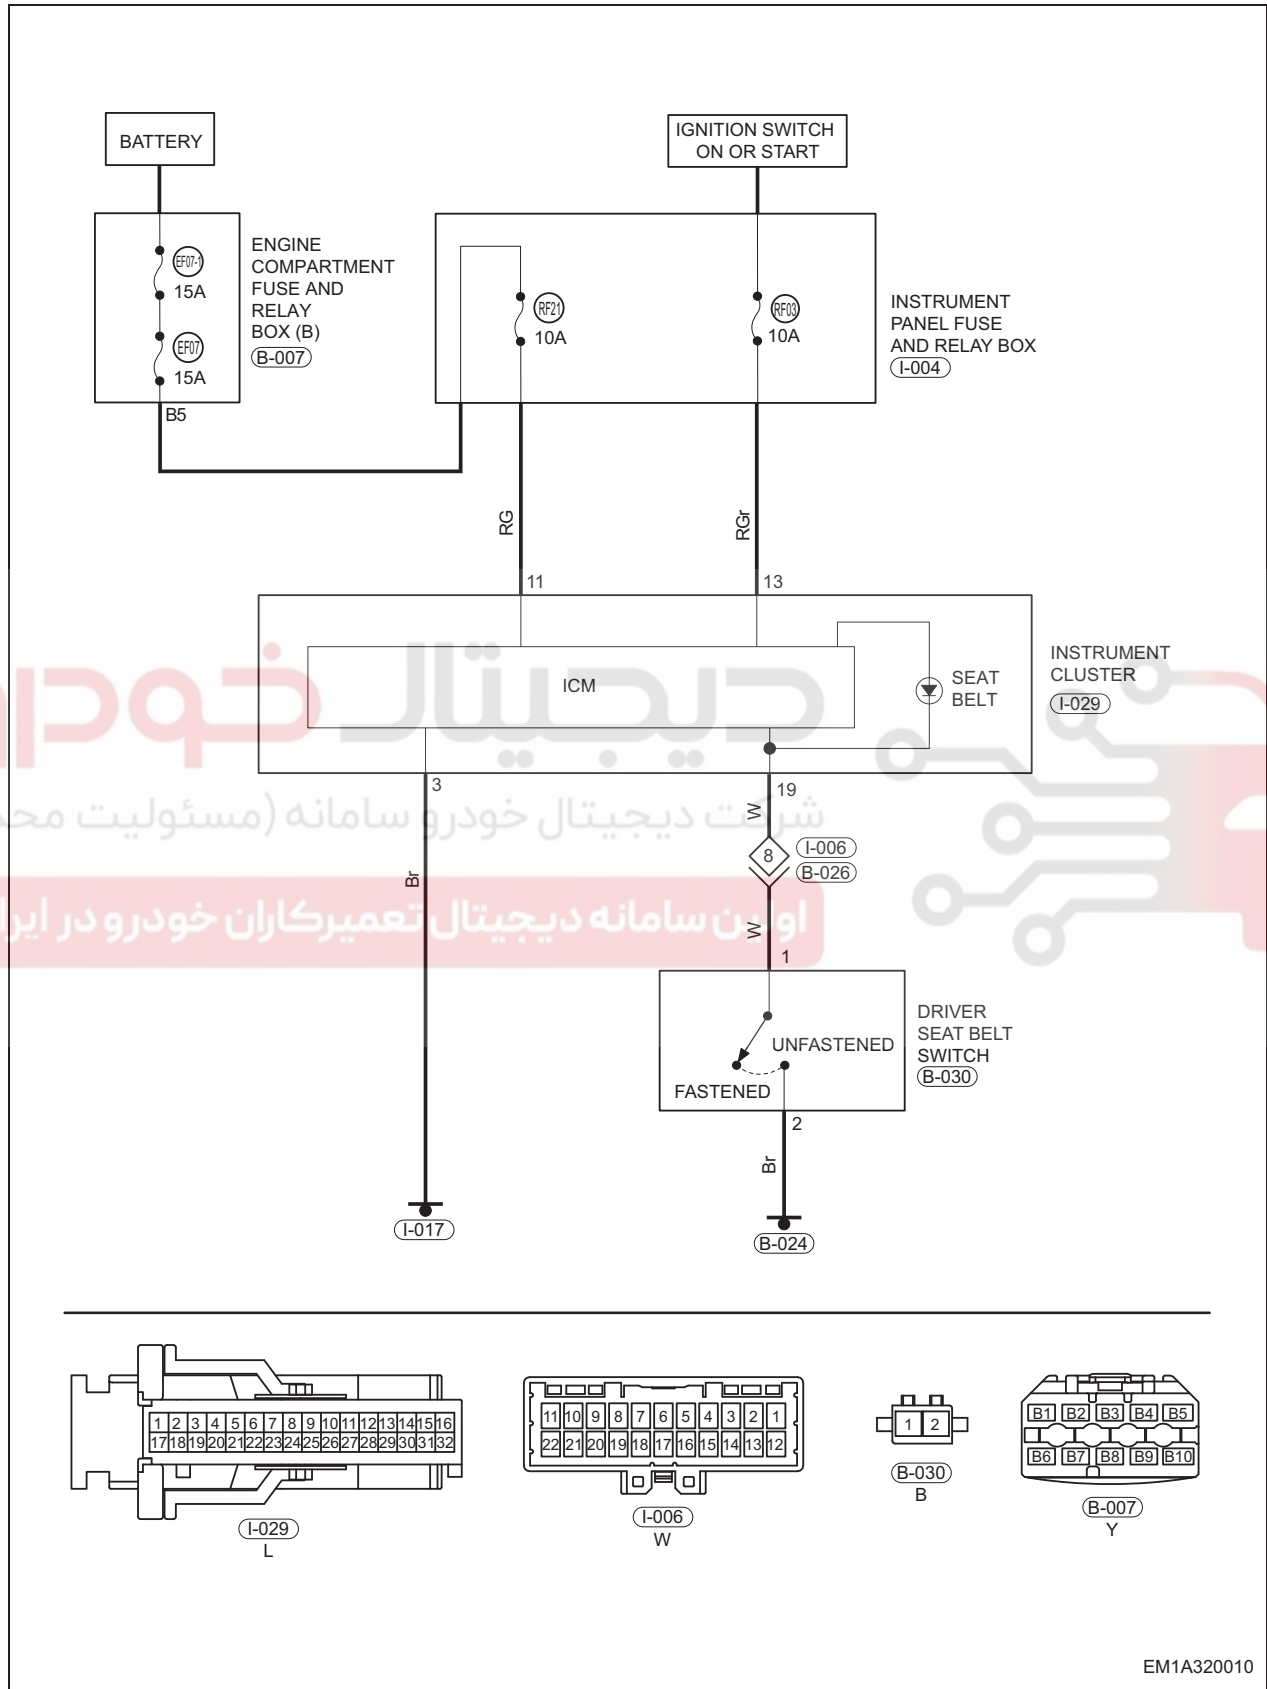 BATTERY
IGNITION SWITCH
ON OR START
EF07-1
15A
EF07
15A
B5
ENGINE
COMPARTMENT
FUSE AND
RELAY
BOX (B)
B-007
RF21
10A
RF03
10A
INSTRUMENT
PANEL FUSE
AND RELAY BOX
I-004
RG
RGr
11
13
ICM
SEAT
BELT
INSTRUMENT
CLUSTER
I-029
دیجیتال خودرو
3
19
شرکت دیجیتال خودرو سامانه (مسئولیت
W
8
I-006
B-026
Br
اولین سامانه دیجیتال تعمیرکاران خودرو در
W
1
DRIVER
SEAT BELT
SWITCH
B-030
UNFASTENED
FASTENED
2
Br
I-017
B-024
1 2 3 4 5 6 7 8 9 10 11 12 13 14 15 16
17 18 19 20 21 22 23 24 25 26 27 28 29 30 31 32
I-029
L
11 10 9 8 7 6 5 4 3 2 1
22 21 20 19 18 17 16 15 14 13 12
I-006
W
1 2
B-030
B
B1 B2 B3 B4 B5
B6 B7 B8 B9 B10
B-007
Y
EM1A320010